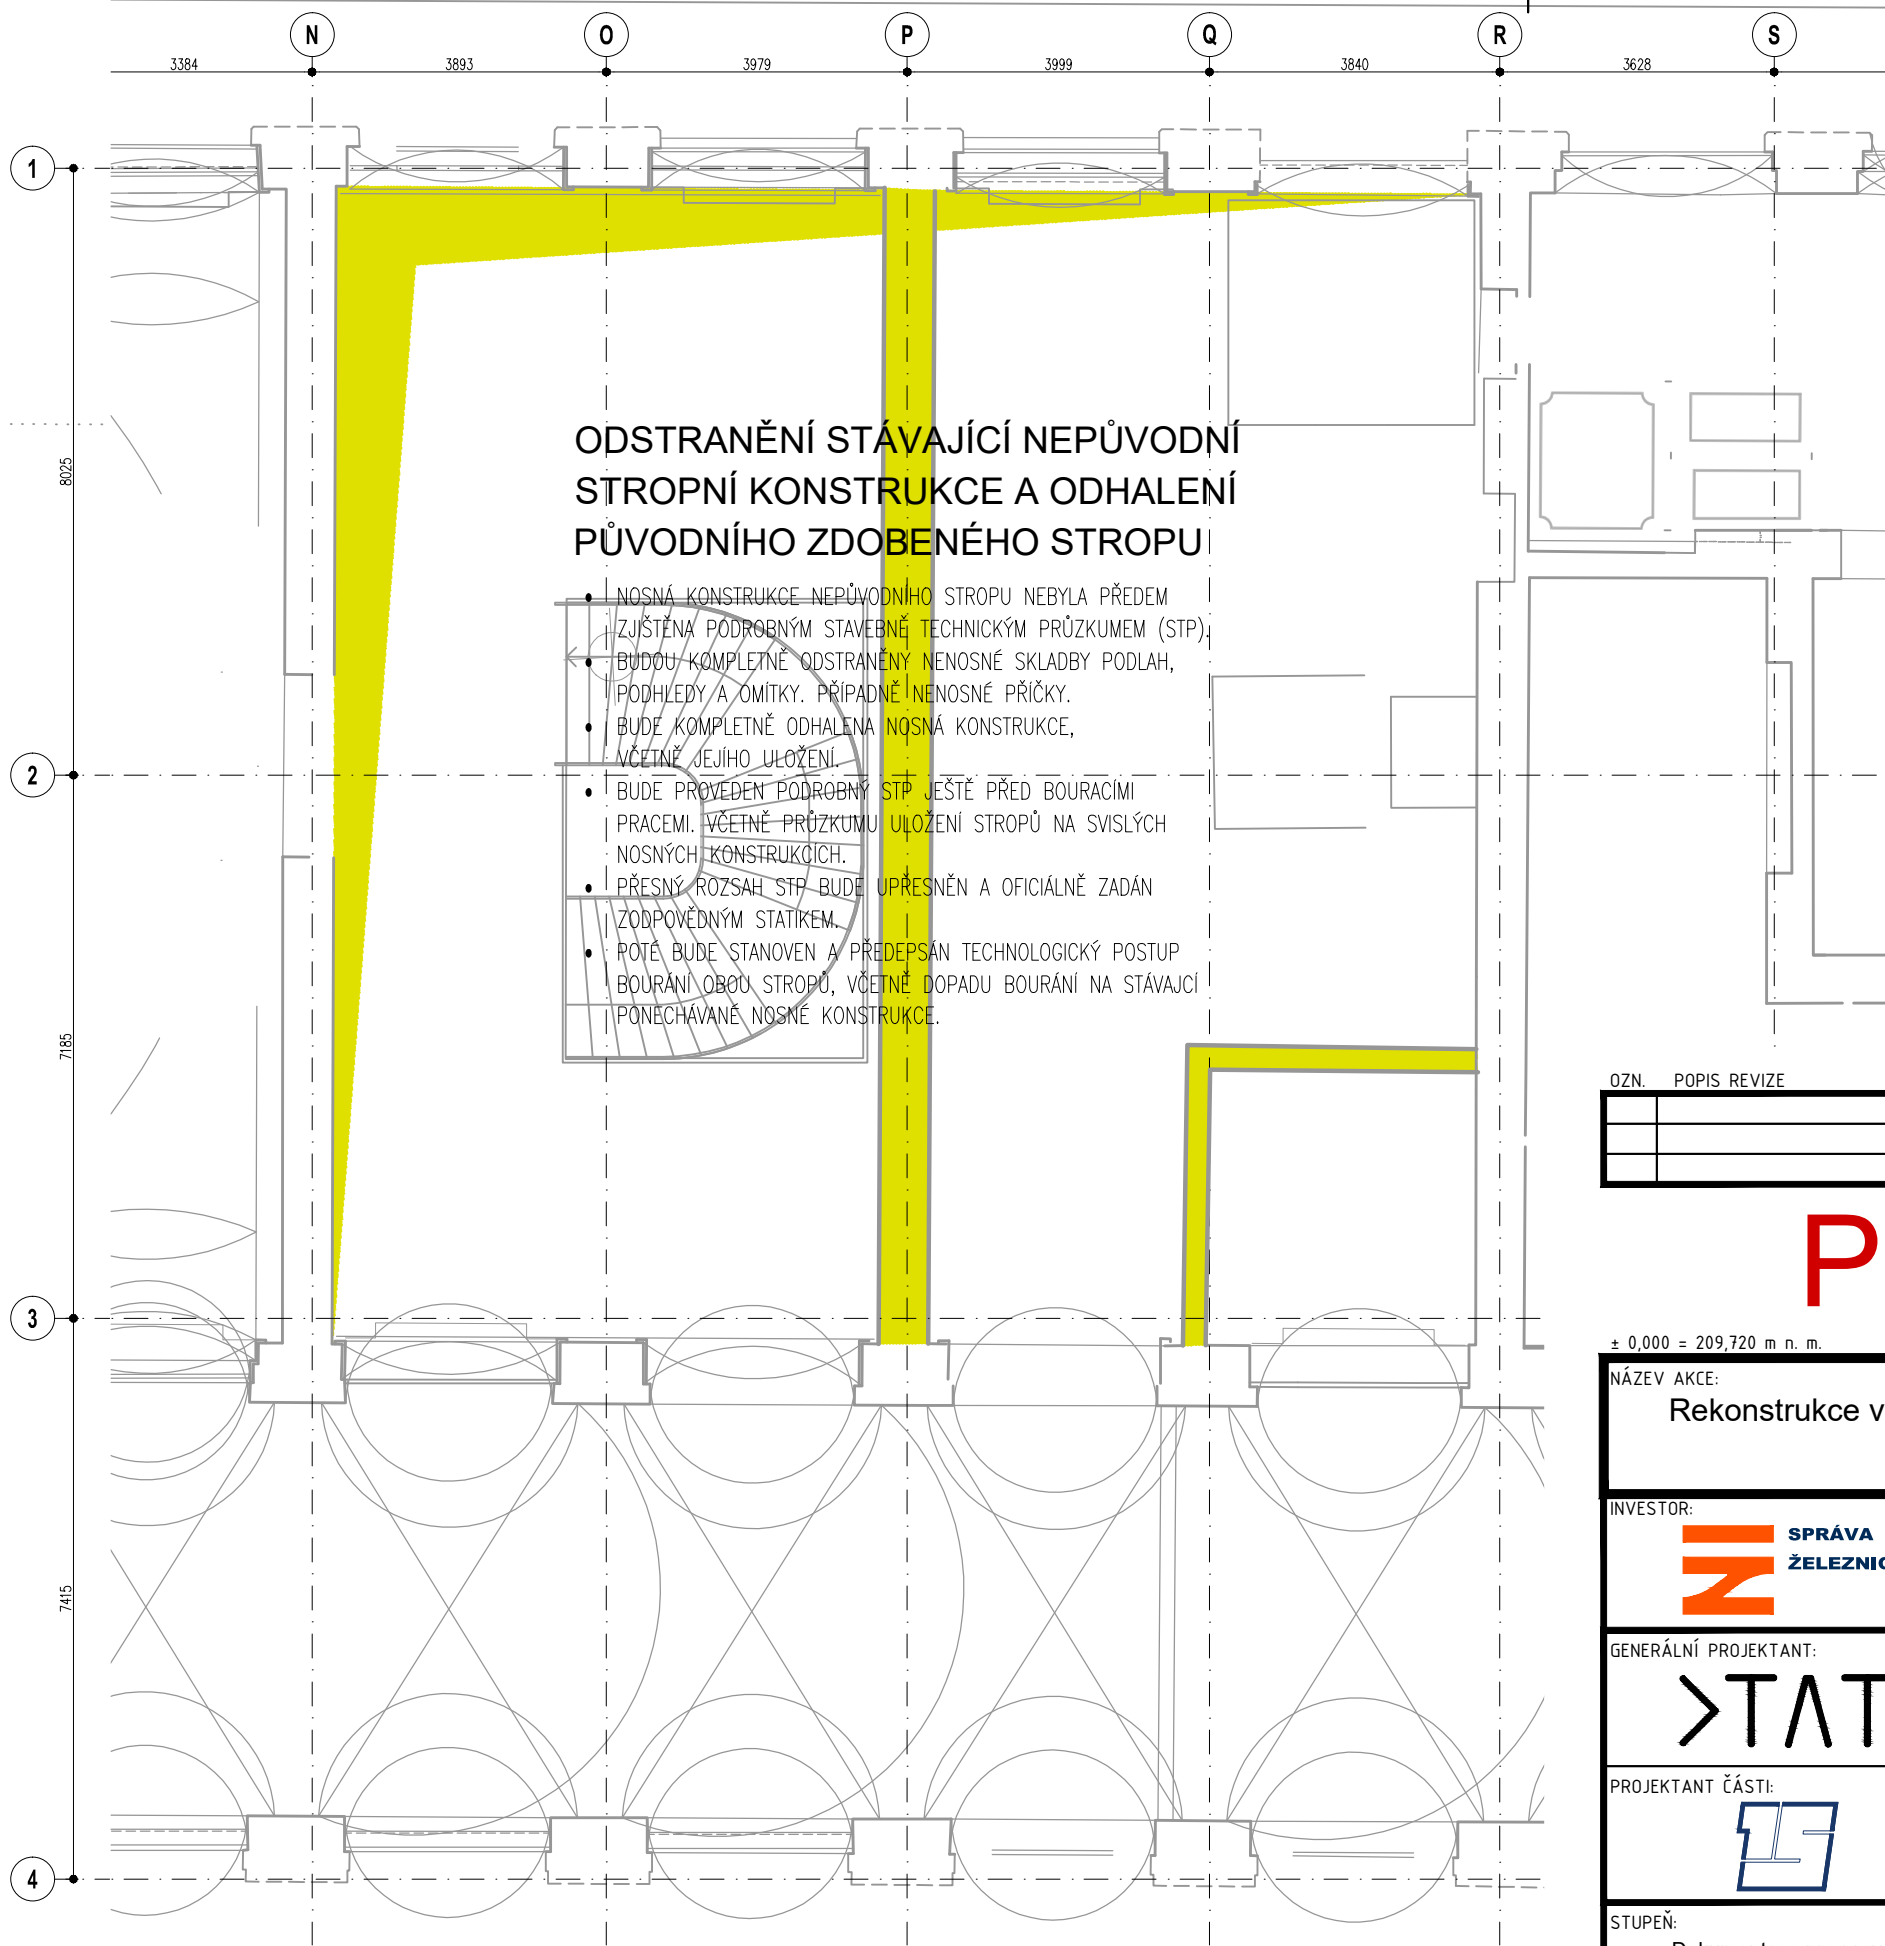 N O P Q R S
3384 3893 3979 3999 3840 3628
1
8025
ODSTRANĚNÍ STÁVAJÍCÍ NEPŮVODNÍ
STROPNÍ KONSTRUKCE A ODHALENÍ
PŮVODNÍHO ZDOBENÉHO STROPU
• NOSNÁ KONSTRUKCE NEPŮVODNÍHO STROPU NEBYLA PŘEDEM
ZJIŠTĚNA PODROBNÝM STAVEBNĚ TECHNICKÝM PRŮZKUMEM (STP).
• BUDOU KOMPLETNĚ ODSTRANĚNY NENOSNÉ SKLADBY PODLAH,
PODHLEDY A OMÍTKY. PŘÍPADNĚ NENOSNÉ PŘÍČKY.
• BUDE KOMPLETNĚ ODHALENA NOSNÁ KONSTRUKCE,
VČETNĚ JEJÍHO ULOŽENÍ.
2
• BUDE PROVEDEN PODROBNÝ STP JEŠTĚ PŘED BOURACÍMI
PRACEMI. VČETNĚ PRŮZKUMU ULOŽENÍ STROPŮ NA SVISLÝCH
NOSNÝCH KONSTRUKCÍCH.
• PŘESNÝ ROZSAH STP BUDE UPŘESNĚN A OFICIÁLNĚ ZADÁN
ZODPOVĚDNÝM STATIKEM.
• POTÉ BUDE STANOVEN A PŘEDEPSÁN TECHNOLOGICKÝ POSTUP
BOURÁNÍ OBOU STROPŮ, VČETNĚ DOPADU BOURÁNÍ NA STÁVAJCÍ
PONECHÁVANÉ NOSNÉ KONSTRUKCE.
7185
OZN. POPIS REVIZE
P
3
± 0,000 = 209,720 m n. m.
NÁZEV AKCE:
Rekonstrukce v
INVESTOR:
SPRÁVA
ŽELEZNIC
7415
GENERÁLNÍ PROJEKTANT:
PROJEKTANT ČÁSTI:
4
STUPEŇ: